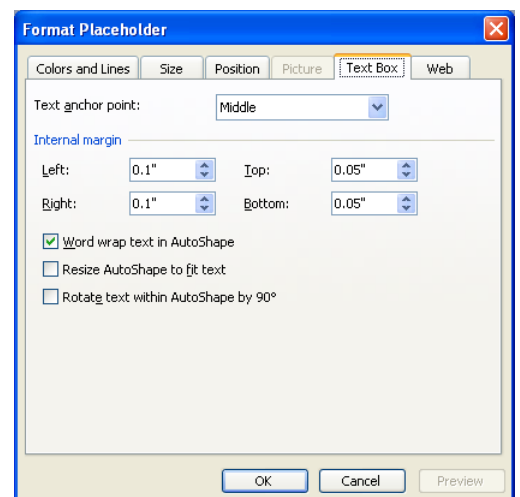 Format Placeholder
Colors and Lines Size Position Picture Text Box Web
Text anchor point: Middle
Internal margin
Left: 0.1" Top: 0.05"
Right: 0.1" Bottom: 0.05"
Word wrap text in AutoShape
Resize AutoShape to fit text
Rotate text within AutoShape by 90°
OK Cancel Preview